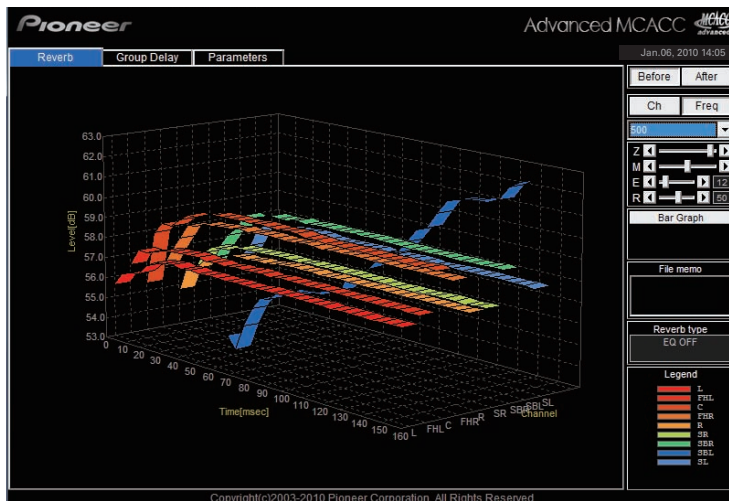 Pioneer
Advanced MCACC MCACC
advanced
Jan.06, 2010 14:05
Reverb Group Delay Parameters
Before After
Ch Freq
500
Z
M
E 12
R 50
Bar Graph
File memo
Reverb type
EQ OFF
Legend
L
FHL
C
FHR
R
SR
SBR
SBL
SL
Level[dB]
63.0
62.0
61.0
60.0
59.0
58.0
57.0
56.0
55.0
54.0
53.0
0 10 20 30 40 50 60 70 80 90 100 110 120 130 140 150 160
Time[msec]
L FHL C FHR R SR SBR SBL SL
Channel
Copyright(c)2003-2010 Pioneer Corporation. All Rights Reserved